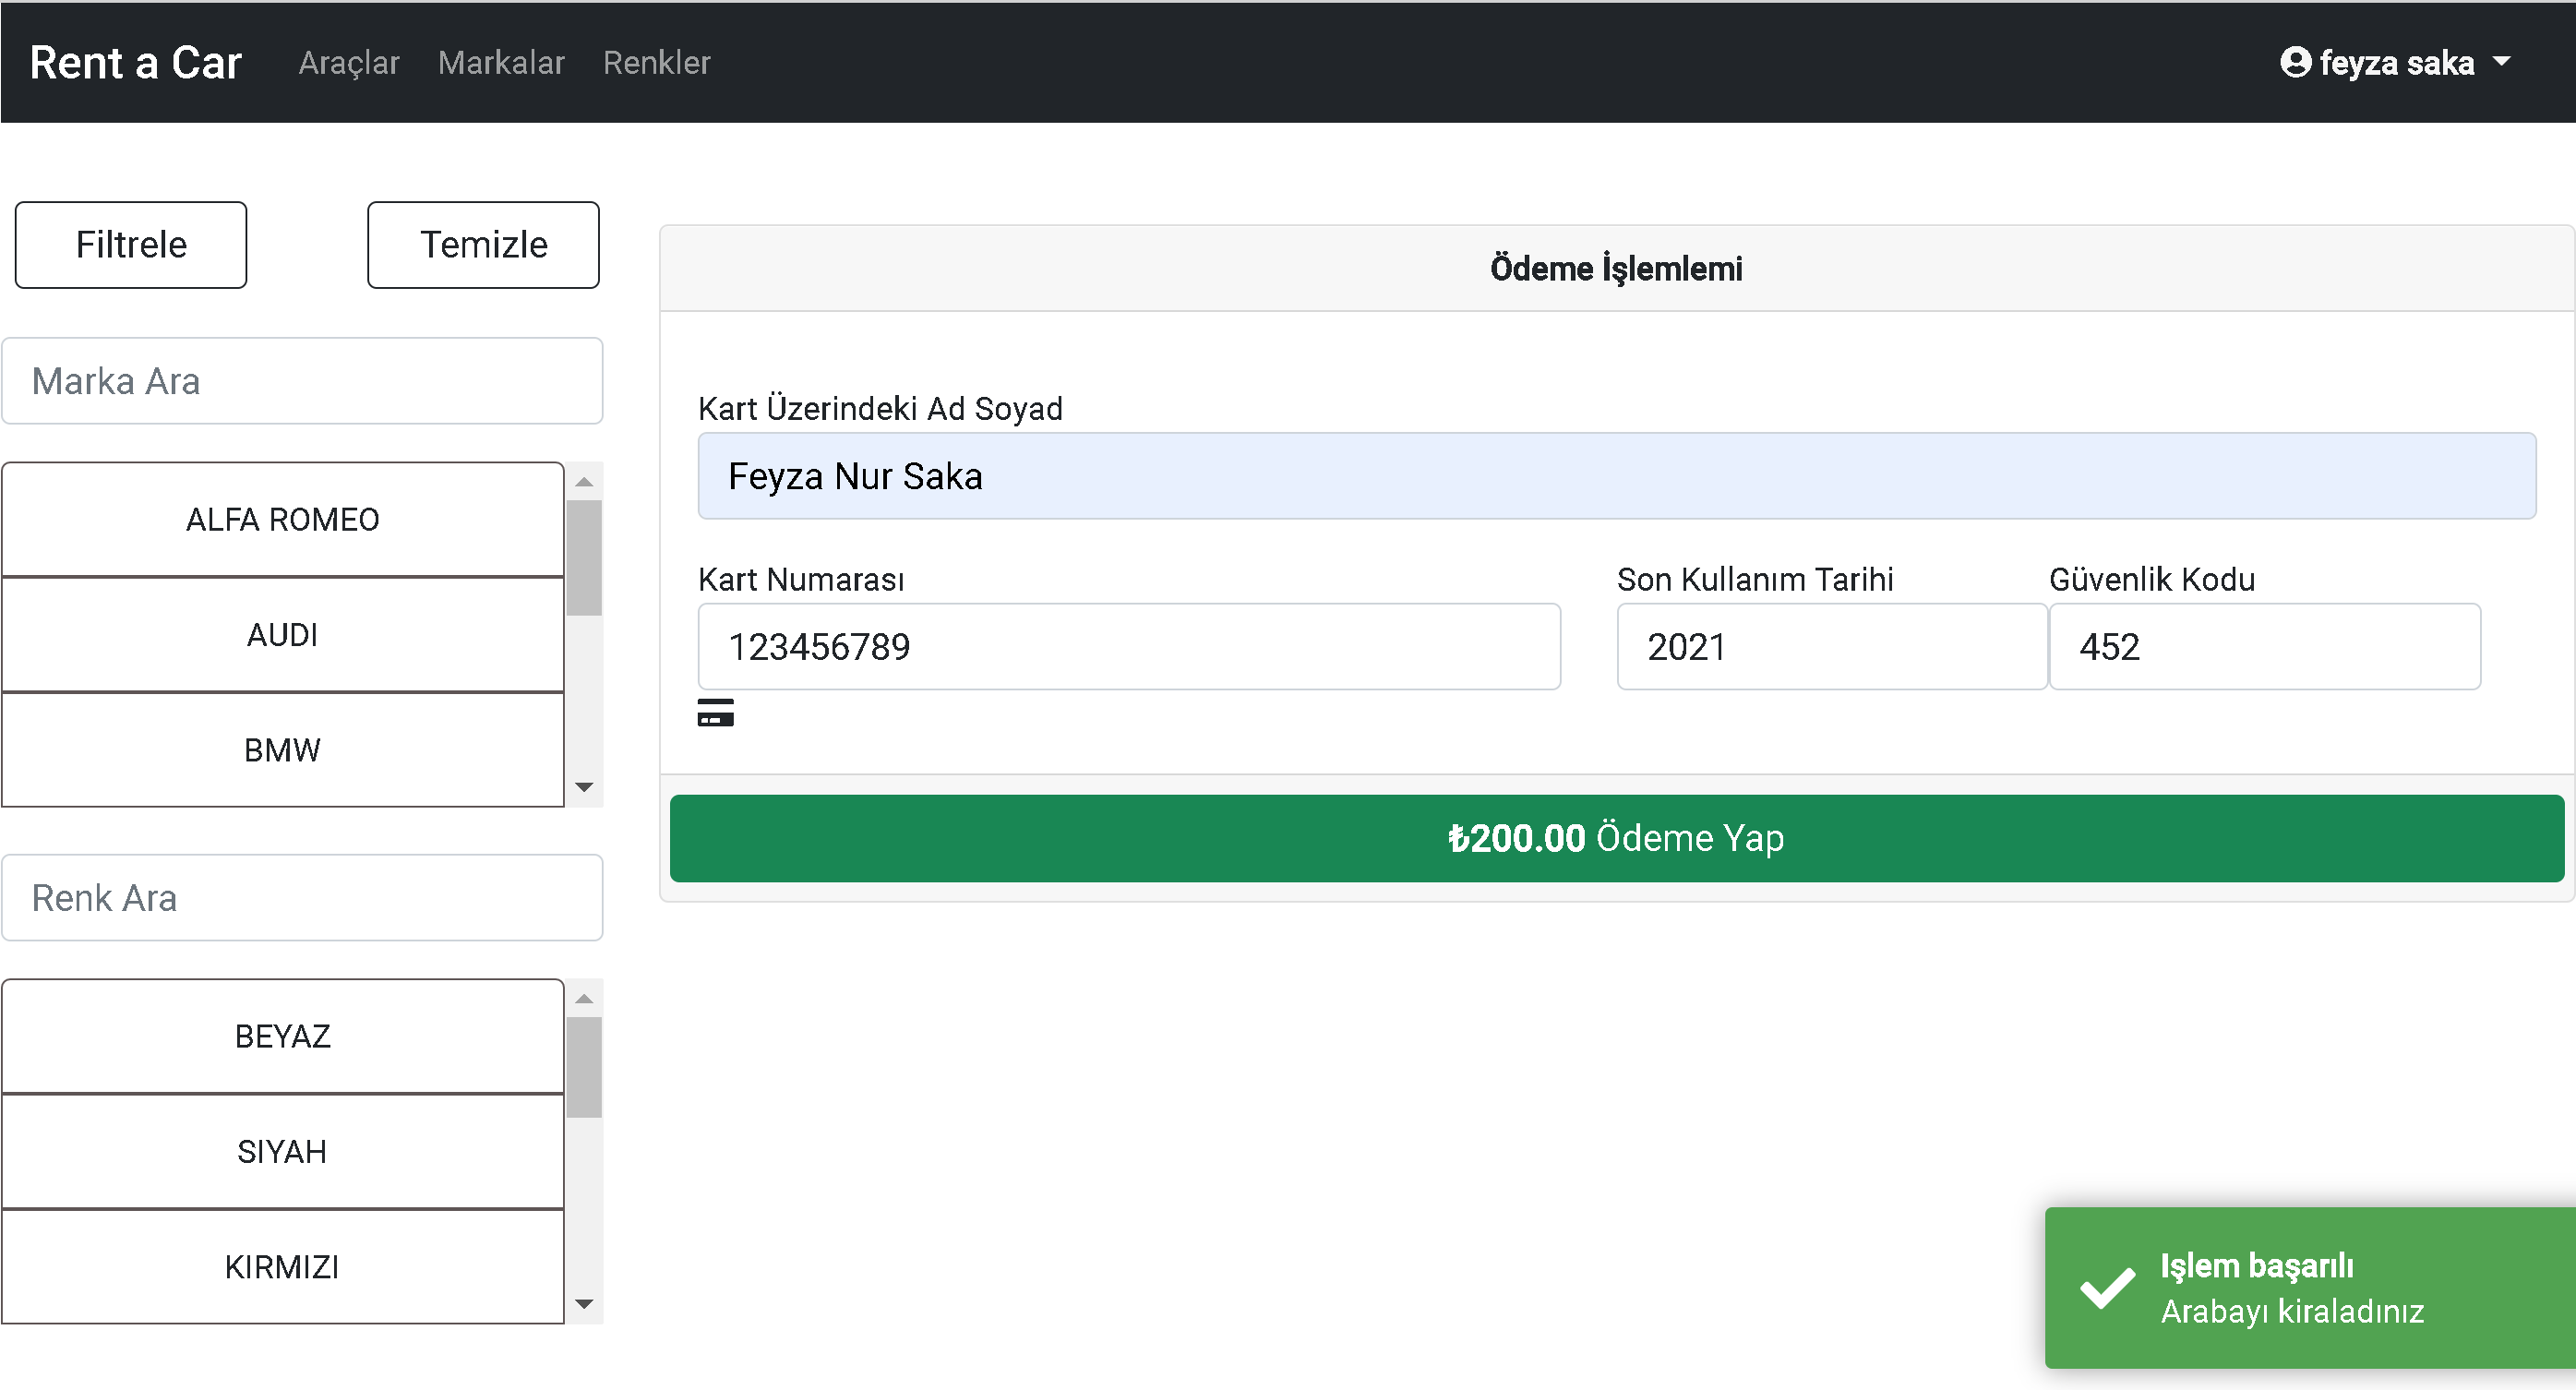 Rent a Car Araçlar Markalar Renkler feyza saka
Filtrele Temizle
Marka Ara
ALFA ROMEO
AUDI
BMW
Renk Ara
BEYAZ
SIYAH
KIRMIZI
Ödeme İşlemlemi
Kart Üzerindeki Ad Soyad
Feyza Nur Saka
Kart Numarası Son Kullanım Tarihi Güvenlik Kodu
123456789 2021 452
₺200.00 Ödeme Yap
Işlem başarılı
Arabayı kiraladınız